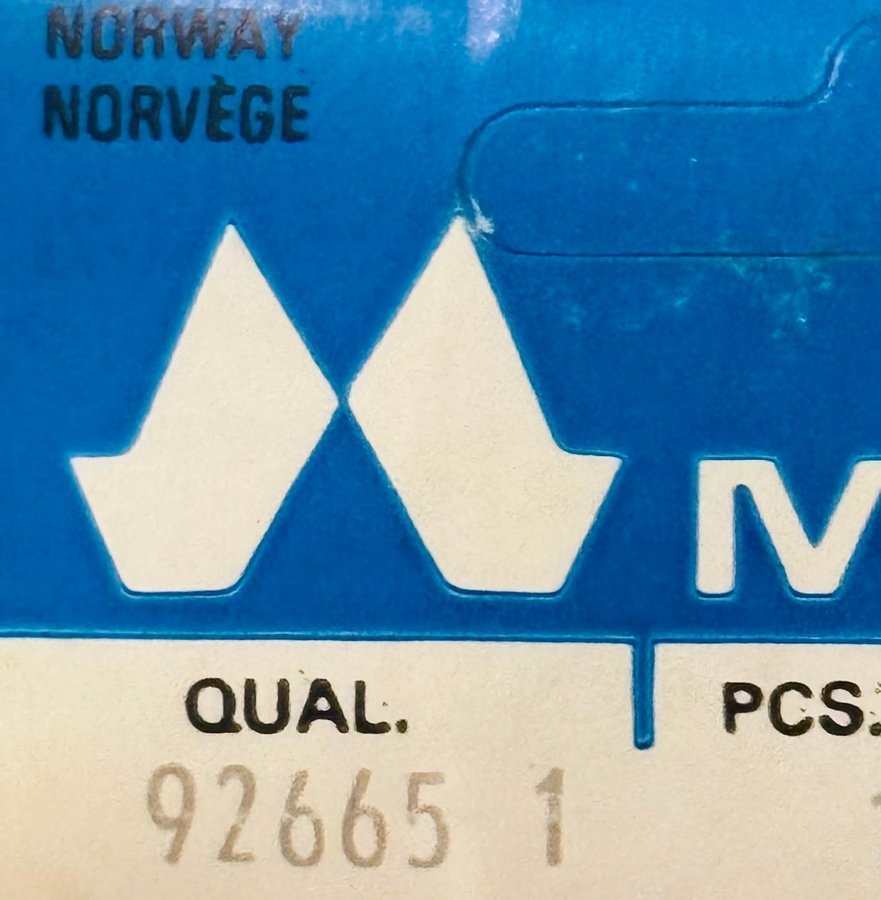 NORWAY
NORVÈGE
M
QUAL. PCS.
92665 1